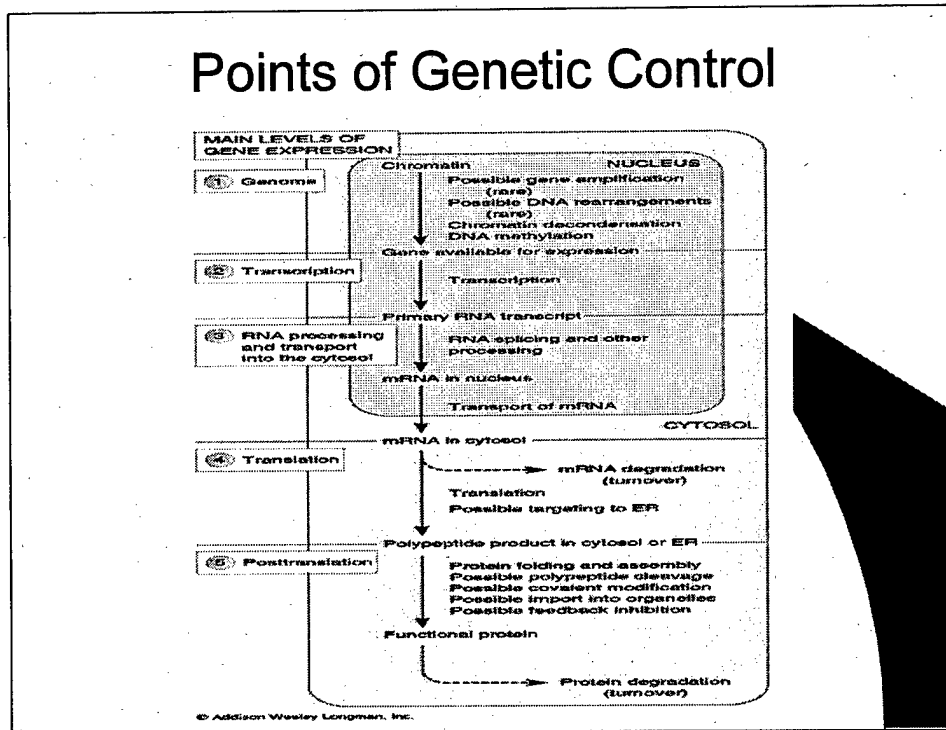 Points of Genetic Control
MAIN LEVELS OF
GENE EXPRESSION
NUCLEUS
Chromatin
1 Genome
Possible gene amplification
(rare)
Possible DNA rearrangements
(rare)
Chromatin decondensation
DNA methylation
Gene available for expression
2 Transcription
Transcription
Primary RNA transcript
3 RNA processing
and transport
into the cytosol
RNA splicing and other
processing
mRNA in nucleus
Transport of mRNA
CYTOSOL
mRNA in cytosol
4 Translation
mRNA degradation
(turnover)
Translation
Possible targeting to ER
Polypeptide product in cytosol or ER
5 Posttranslation
Protein folding and assembly
Possible polypeptide cleavage
Possible covalent modification
Possible import into organelles
Possible feedback inhibition
Functional protein
Protein degradation
(turnover)
© Addison Wesley Longman, Inc.